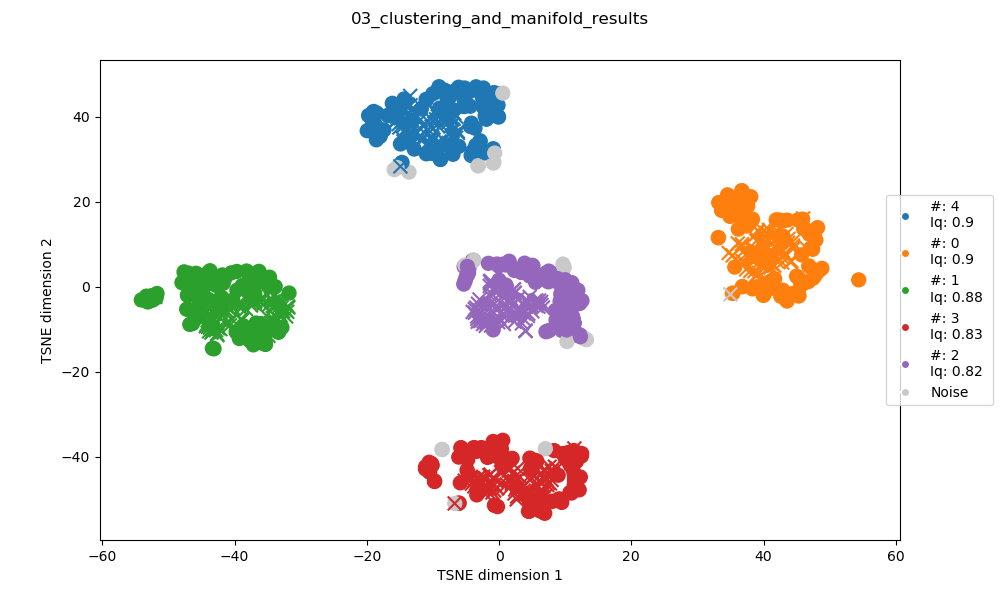 03_clustering_and_manifold_results
TSNE dimension 2
40
20
0
−20
−40
−60
−40
−20
0
20
40
60
TSNE dimension 1
#: 4
Iq: 0.9
#: 0
Iq: 0.9
#: 1
Iq: 0.88
#: 3
Iq: 0.83
#: 2
Iq: 0.82
Noise